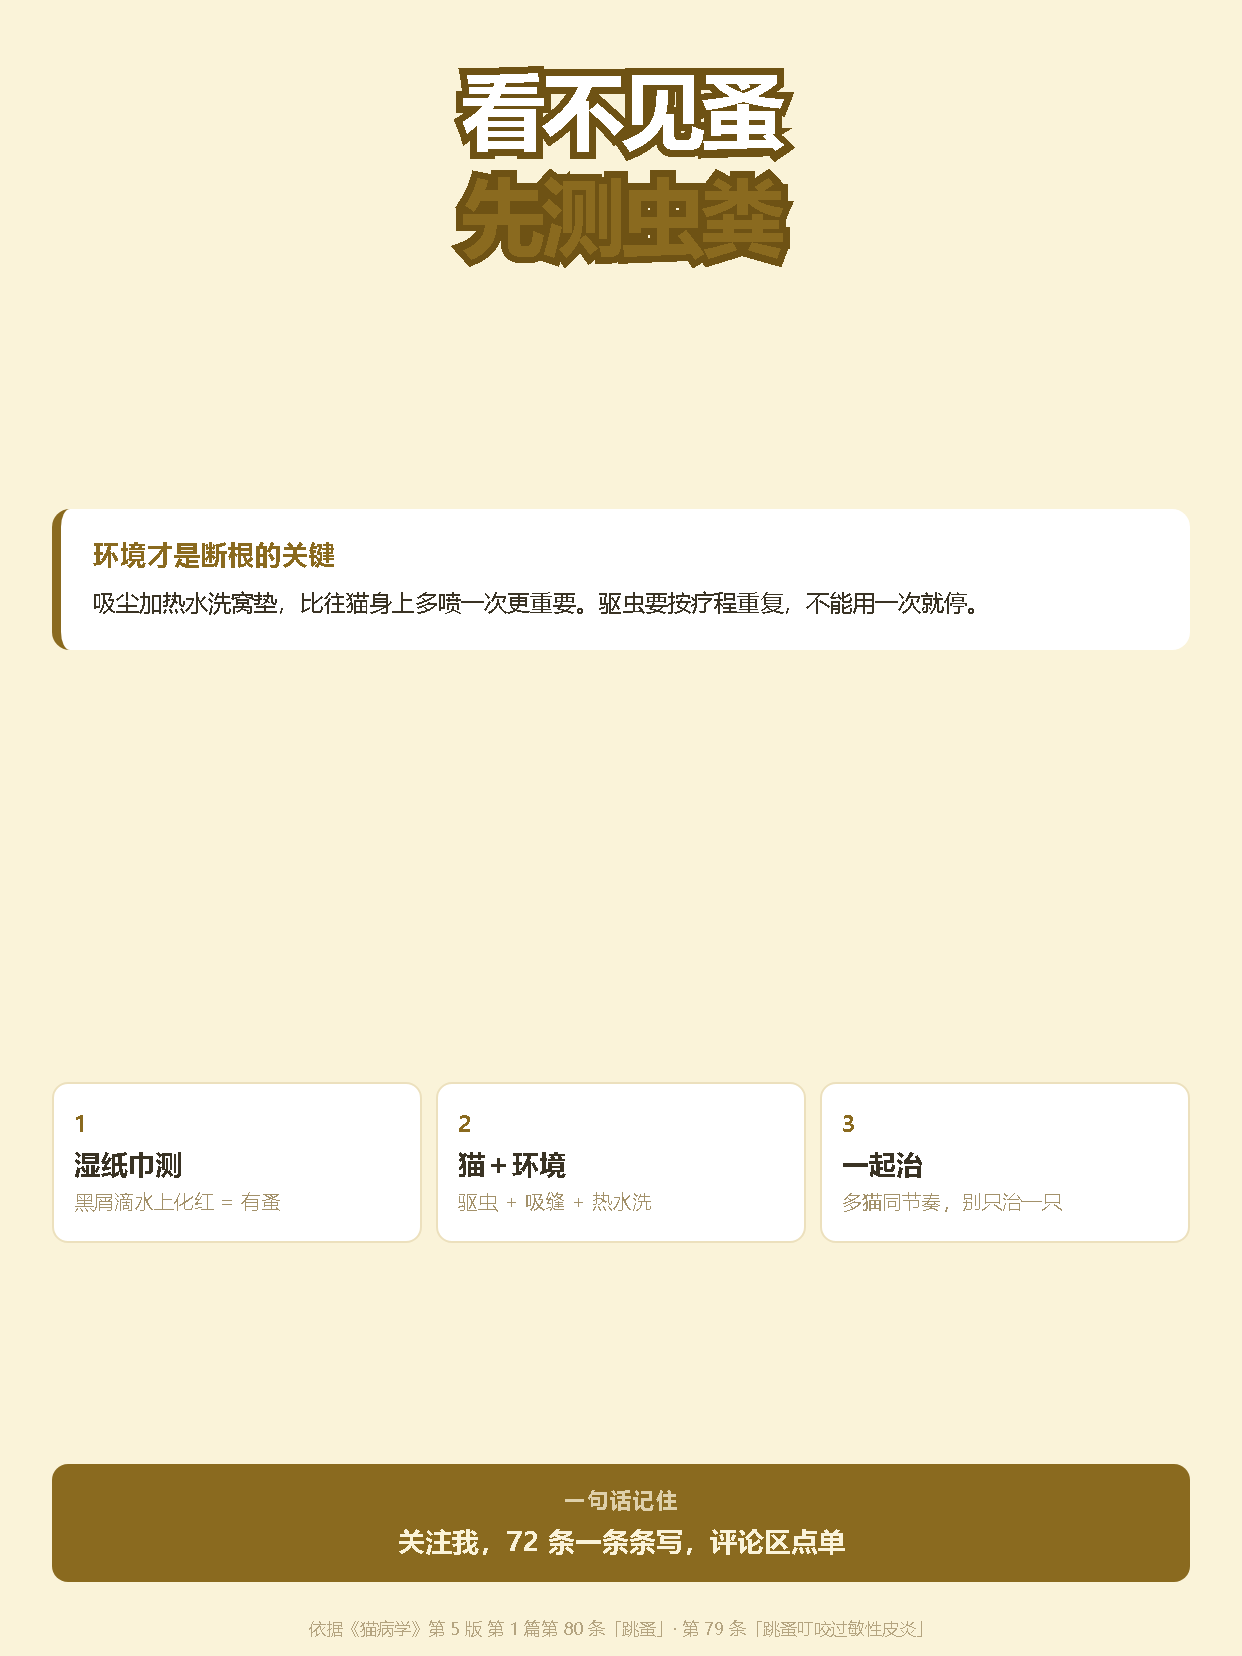 看不见蚤
先测虫粪
环境才是断根的关键
吸尘加热水洗窝垫，比往猫身上多喷一次更重要。驱虫要按疗程重复，不能用一次就停。
1
湿纸巾测
黑屑滴水上化红 = 有蚤
2
猫+环境
驱虫 + 吸缝 + 热水洗
3
一起治
多猫同节奏，别只治一只
一句话记住
关注我，72 条一条条写，评论区点单
依据《猫病学》第 5 版 第 1 篇第 80 条「跳蚤」· 第 79 条「跳蚤叮咬过敏性皮炎」